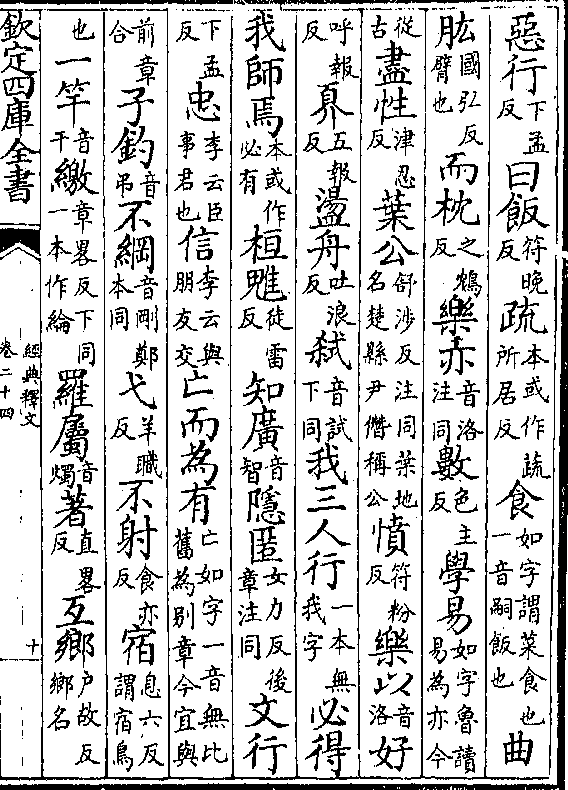 惡行下孟反曰飯符晚反疏本或作蔬所居反食如字謂菜食也一音嗣飯也曲
肱國弘反臂也而枕之鴆反樂亦音洛注同數色主反學易如字魯讀易為亦今
從古盡性津忍反葉公舒涉反注同葉地名楚縣尹僭稱公憤符粉反樂以音洛好
呼報反奡五報反盪舟吐浪反弑音試下同我三人行一本無我字必得
我師焉本或作必有桓魋徒雷反知廣音智隱匿女力反後章注同文行
下孟反忠李云臣事君也信李云與朋友交亡而為有亡如字一音無此舊為別章今宜與
前章合子釣音弔不綱音剛鄭本同弋羊職反不射食亦反宿息六反謂宿鳥
也一竿音干繳章畧反下同一本作綸羅屬音燭著直畧反互鄉户故反鄉名
欽定四庫全書
經典釋文
卷二十四
十